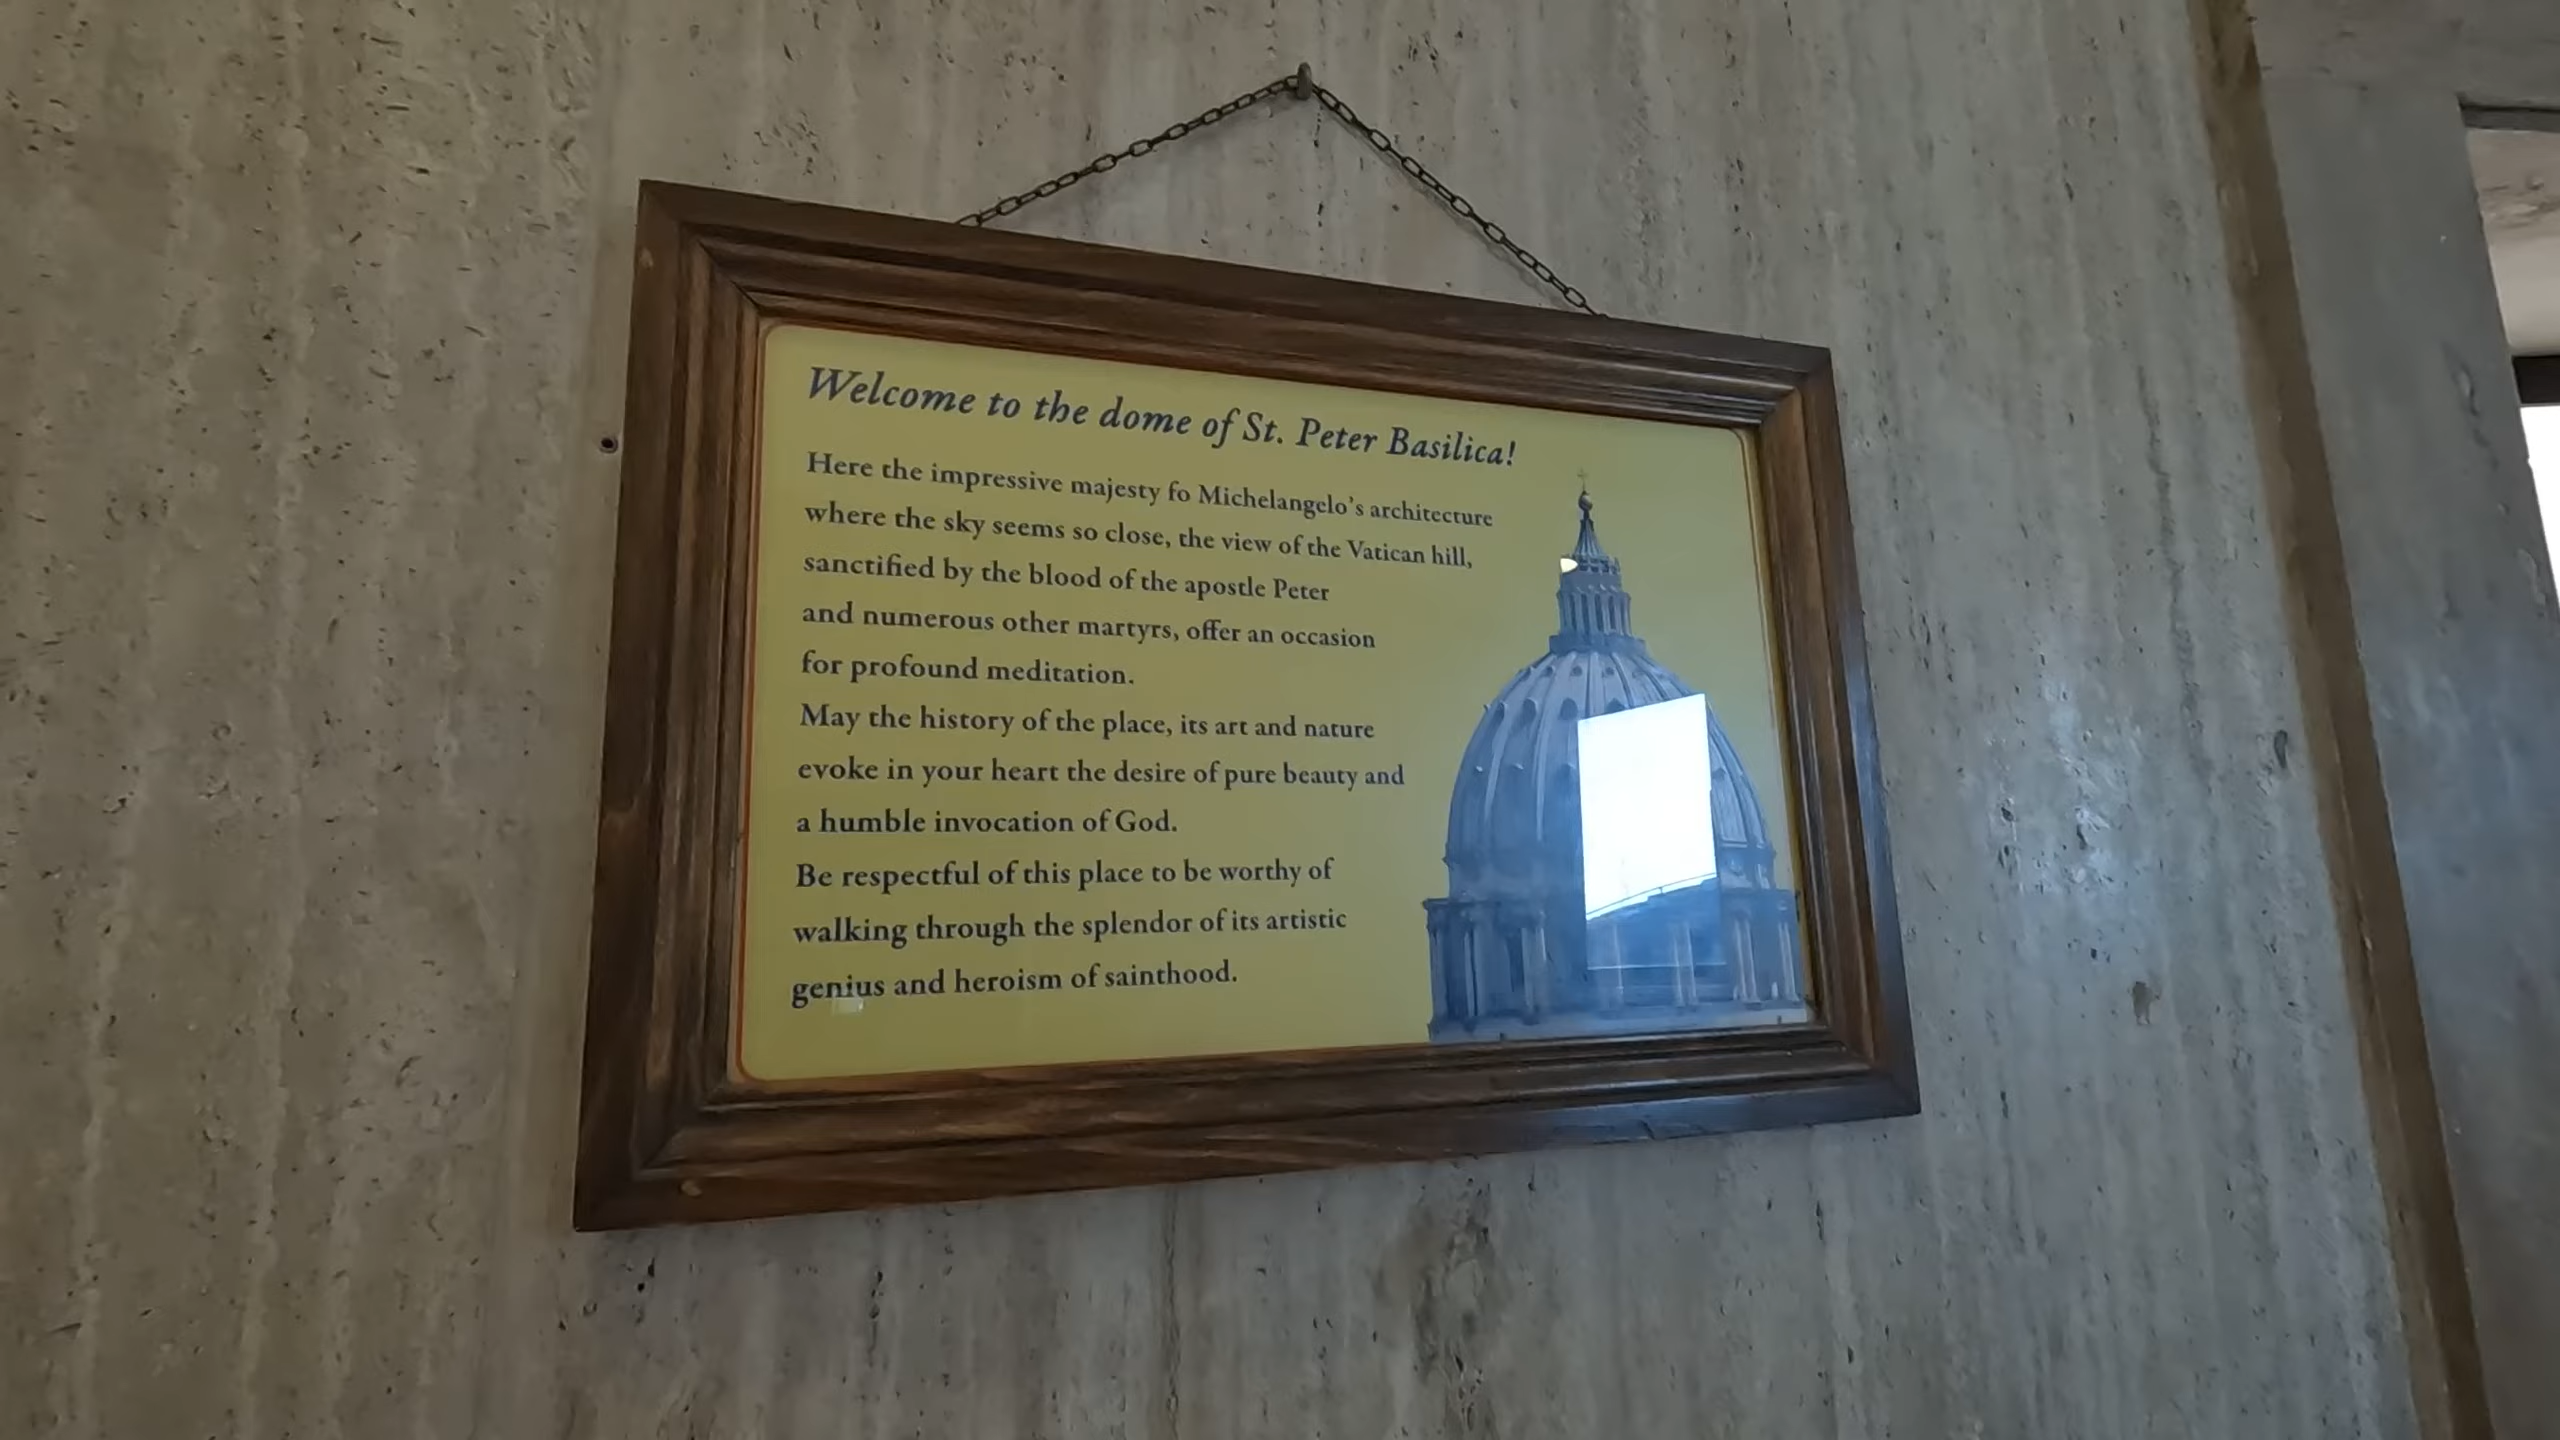 Welcome to the dome of St. Peter Basilica!
Here the impressive majesty fo Michelangelo's architecture
where the sky seems so close, the view of the Vatican hill,
sanctified by the blood of the apostle Peter
and numerous other martyrs, offer an occasion
for profound meditation.
May the history of the place, its art and nature
evoke in your heart the desire of pure beauty and
a humble invocation of God.
Be respectful of this place to be worthy of
walking through the splendor of its artistic
genius and heroism of sainthood.